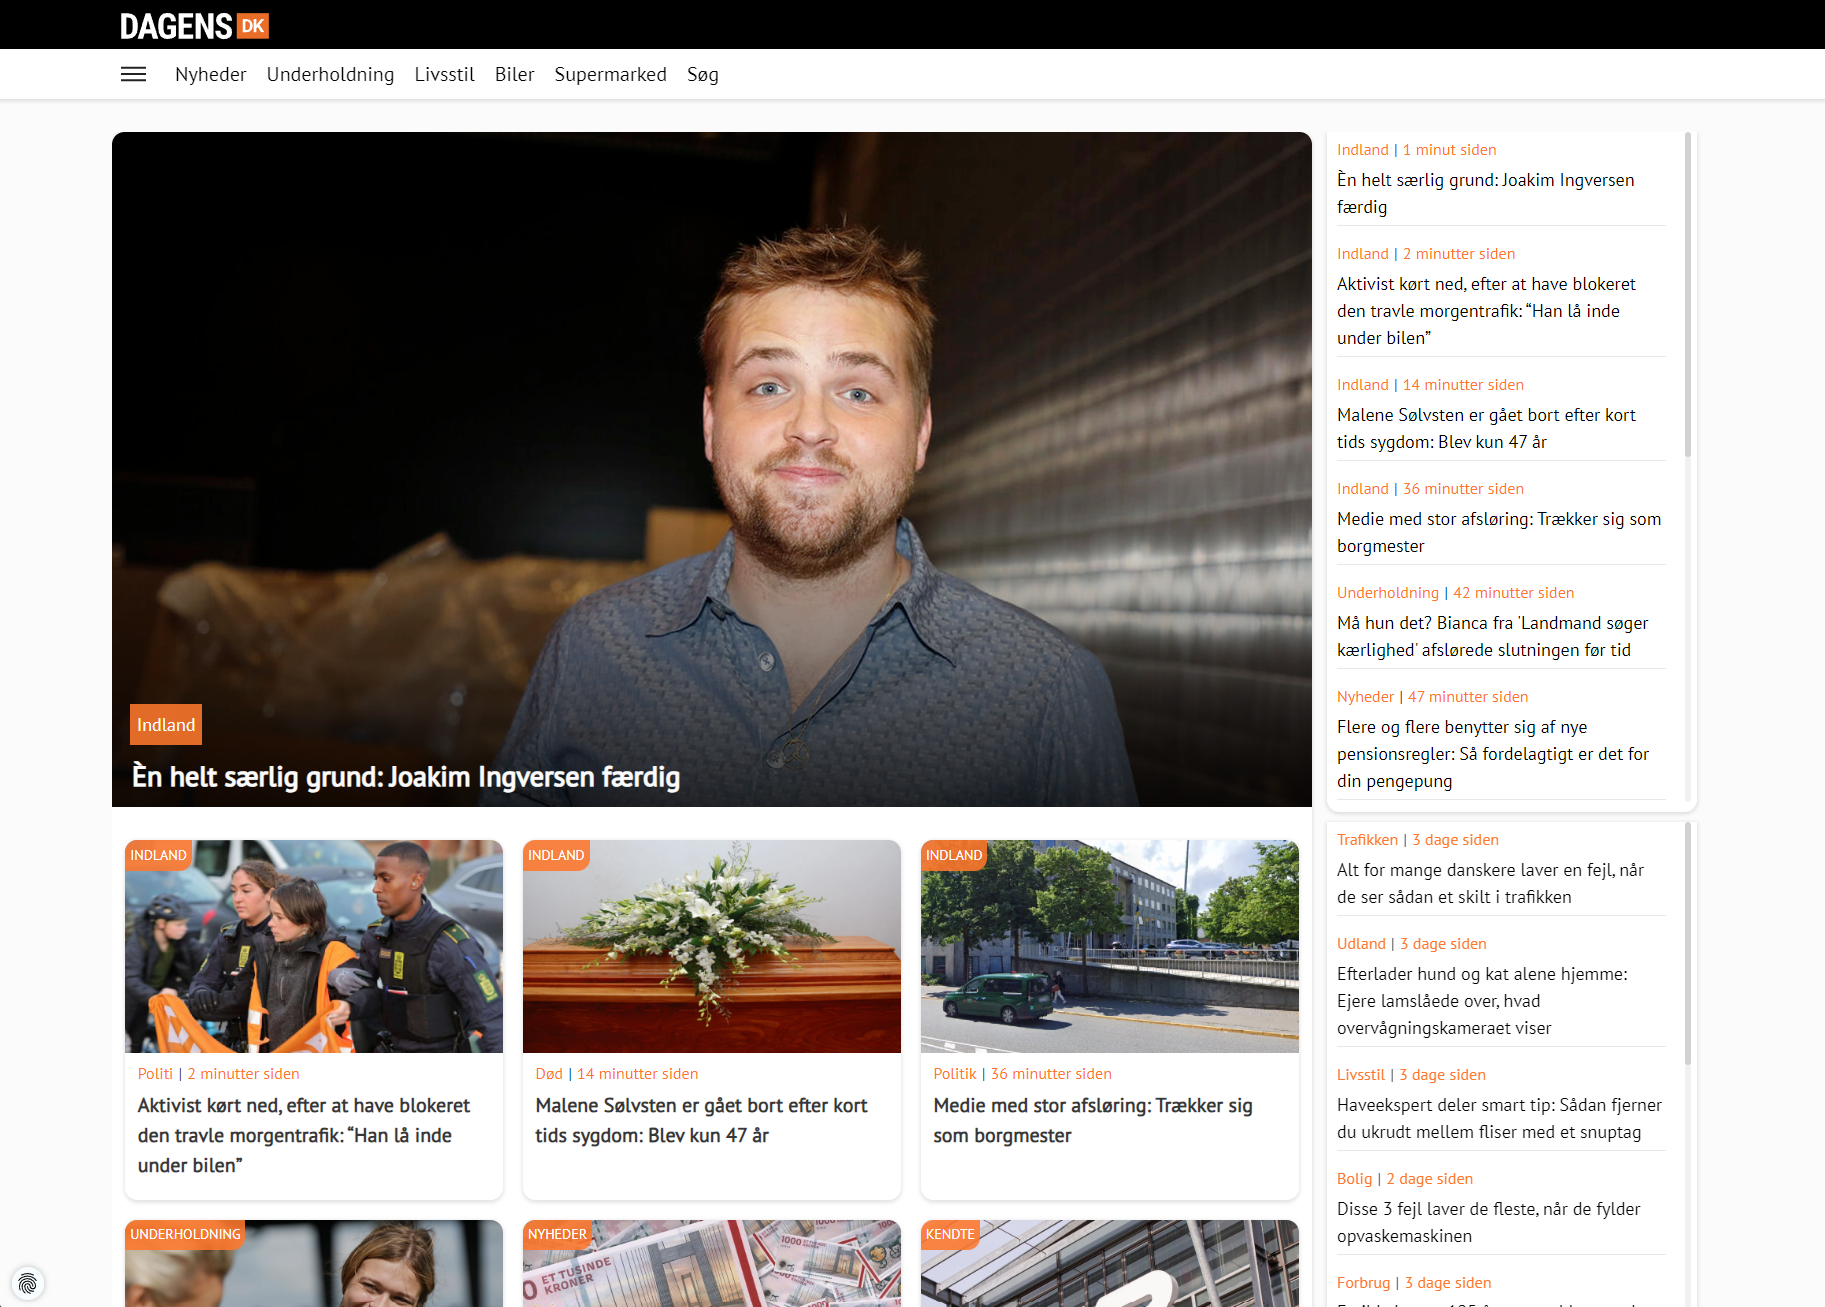 DAGENS DK
Nyheder Underholdning Livsstil Biler Supermarked Søg
Indland
Èn helt særlig grund: Joakim Ingversen færdig
Indland | 1 minut siden
Èn helt særlig grund: Joakim Ingversen
færdig
Indland | 2 minutter siden
Aktivist kørt ned, efter at have blokeret
den travle morgentrafik: “Han lå inde
under bilen”
Indland | 14 minutter siden
Malene Sølvsten er gået bort efter kort
tids sygdom: Blev kun 47 år
Indland | 36 minutter siden
Medie med stor afsløring: Trækker sig som
borgmester
Underholdning | 42 minutter siden
Må hun det? Bianca fra 'Landmand søger
kærlighed' afslørede slutningen før tid
Nyheder | 47 minutter siden
Flere og flere benytter sig af nye
pensionsregler: Så fordelagtigt er det for
din pengepung
INDLAND
Politi | 2 minutter siden
Aktivist kørt ned, efter at have blokeret
den travle morgentrafik: “Han lå inde
under bilen”
INDLAND
Død | 14 minutter siden
Malene Sølvsten er gået bort efter kort
tids sygdom: Blev kun 47 år
INDLAND
Politik | 36 minutter siden
Medie med stor afsløring: Trækker sig
som borgmester
Trafikken | 3 dage siden
Alt for mange danskere laver en fejl, når
de ser sådan et skilt i trafikken
Udland | 3 dage siden
Efterlader hund og kat alene hjemme:
Ejere lamslåede over, hvad
overvågningskameraet viser
Livsstil | 3 dage siden
Haveekspert deler smart tip: Sådan fjerner
du ukrudt mellem fliser med et snuptag
Bolig | 2 dage siden
Disse 3 fejl laver de fleste, når de fylder
opvaskemaskinen
Forbrug | 3 dage siden
UNDERHOLDNING
NYHEDER
ET TUSINDE
KRONER
KENDTE